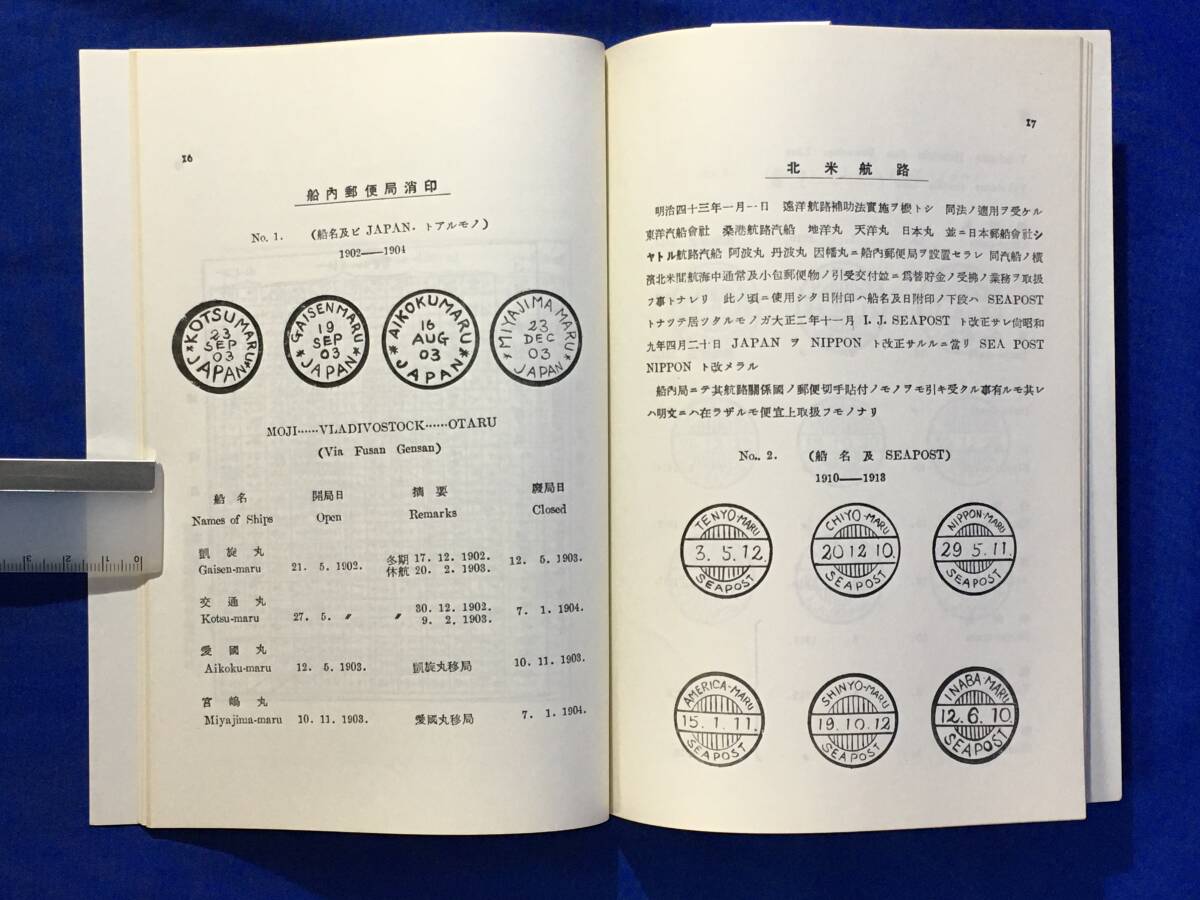 16
船內郵便局消印
No. 1. (船名及ビ JAPAN. トアルモノ)
1902——1904
KOTSUMARU
23
SEP
03
JAPAN
GAISENMARU
19
SEP
03
JAPAN
AIKOKUMARU
16
AUG
03
JAPAN
MIYAJIMA MARU
23
DEC
03
JAPAN
MOJI……VLADIVOSTOCK……OTARU
(Via Fusan Gensan)
船名 開局日 摘要 廢局日
Names of Ships Open Remarks Closed
凱旋丸 冬期 17. 12. 1902.
Gaisen-maru 21. 5. 1902. 休航 20. 2. 1903. 12. 5. 1903.
交通丸 30. 12. 1902.
Kotsu-maru 27. 5. 〃 〃 9. 2. 1903. 7. 1. 1904.
愛國丸
Aikoku-maru 12. 5. 1903. 凱旋丸移局 10. 11. 1903.
宮嶋丸
Miyajima-maru 10. 11. 1903. 愛國丸移局 7. 1. 1904.
17
北米航路
明治四十三年一月一日 遠洋航路補助法實施ヲ機トシ 同法ノ適用ヲ受ケル
東洋汽船會社 桑港航路汽船 地洋丸 天洋丸 日本丸 並ニ日本郵船會社シ
ヤトル航路汽船 阿波丸 丹波丸 因幡丸ニ船內郵便局ヲ設置セラレ 同汽船ノ橫
濱北米間航海中通常及小包郵便物ノ引受交付並ニ爲替貯金ノ受拂ノ業務ヲ取扱
フ事トナレリ 此ノ頃ニ使用シタ日附印ハ船名及日附印ノ下段ハ SEAPOST
トナツテ居ツタルモノガ大正二年十一月 I. J. SEAPOST ト改正サレ尙昭和
九年四月二十日 JAPAN ヲ NIPPON ト改正サルルニ當リ SEA POST
NIPPON ト改メラル
船內局ニテ其航路關係國ノ郵便切手貼付ノモノヲモ引キ受クル事有ルモ其レ
ハ明文ニハ在ラザルモ便宜上取扱フモノナリ
No.. 2. (船名及 SEAPOST)
1910——1913
TENYO-MARU
3. 5. 12.
SEAPOST
CHIYO-MARU
20 12 10.
SEAPOST
NIPPON-MARU
29 5. 11.
SEAPOST
AMERICA-MARU
15. 1. 11.
SEAPOST
SHINYO-MARU
19. 10. 12
SEAPOST
INABA-MARU
12. 6. 10.
SEAPOST
0 1 2 3